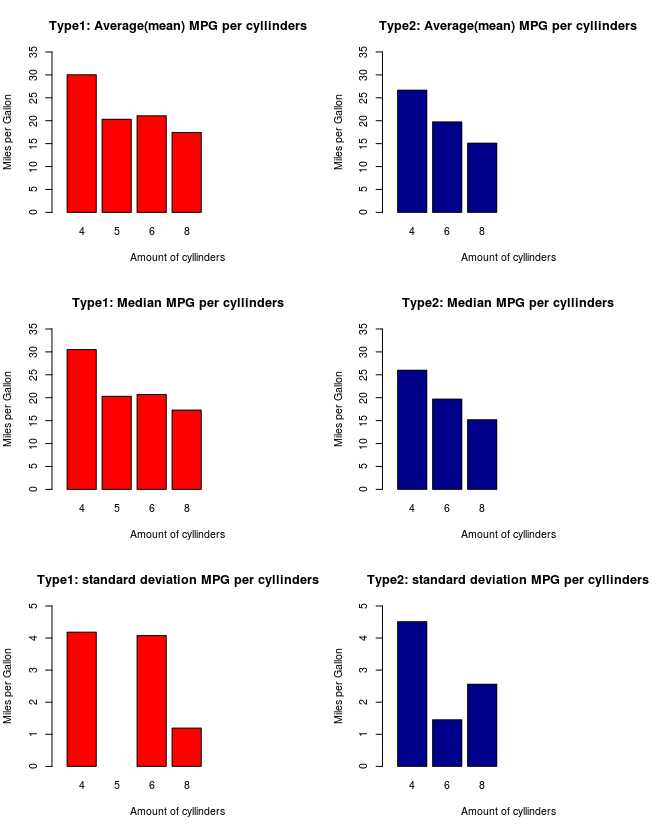 Type1: Average(mean) MPG per cyllinders
Miles per Gallon
0 5 10 15 20 25 30 35
4 5 6 8
Amount of cyllinders
Type2: Average(mean) MPG per cyllinders
Miles per Gallon
0 5 10 15 20 25 30 35
4 6 8
Amount of cyllinders
Type1: Median MPG per cyllinders
Miles per Gallon
0 5 10 15 20 25 30 35
4 5 6 8
Amount of cyllinders
Type2: Median MPG per cyllinders
Miles per Gallon
0 5 10 15 20 25 30 35
4 6 8
Amount of cyllinders
Type1: standard deviation MPG per cyllinders
Miles per Gallon
0 1 2 3 4 5
4 5 6 8
Amount of cyllinders
Type2: standard deviation MPG per cyllinders
Miles per Gallon
0 1 2 3 4 5
4 6 8
Amount of cyllinders